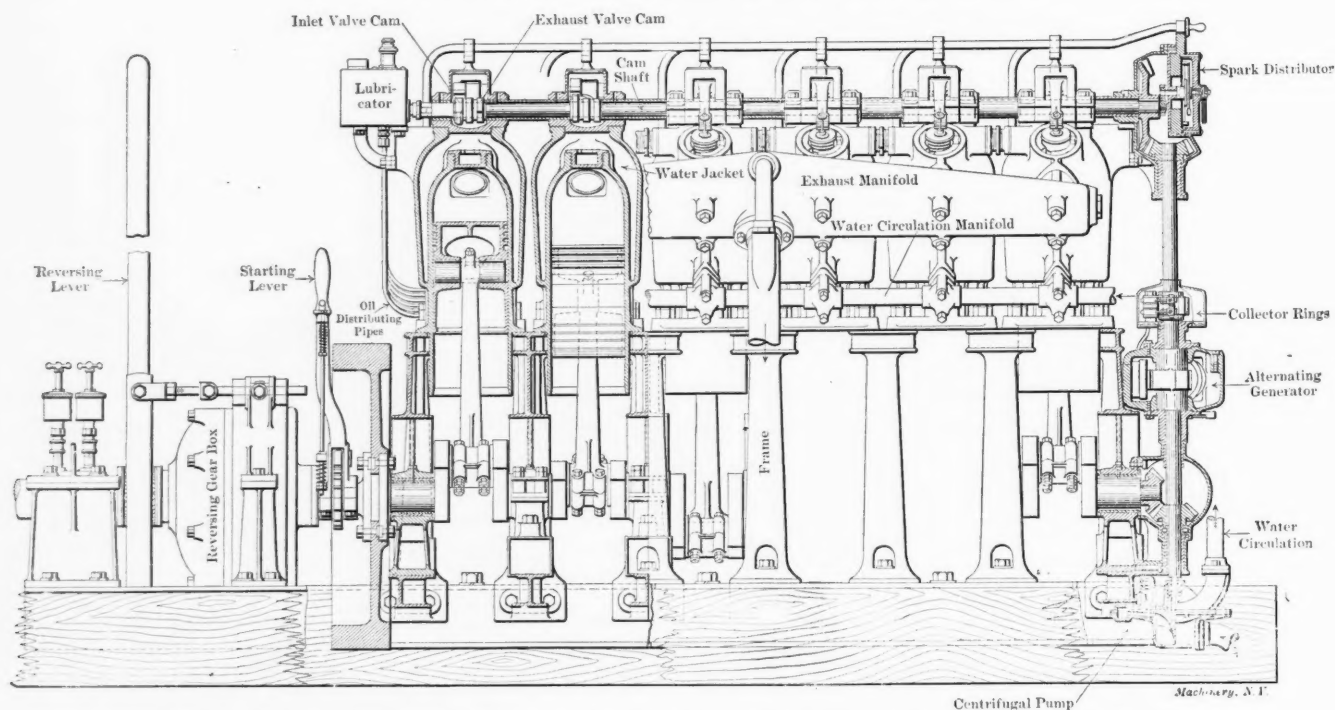 Inlet Valve Cam
Exhaust Valve Cam
Cam
Shaft
Spark Distributor
Lubri-
cator
Water Jacket
Exhaust Manifold
Water Circulation Manifold
Reversing
Lever
Starting
Lever
Oil
Distributing
Pipes
Collector Rings
Alternating
Generator
Reversing Gear Box
Frame
Water
Circulation
Centrifugal Pump
Machinery, N.Y.